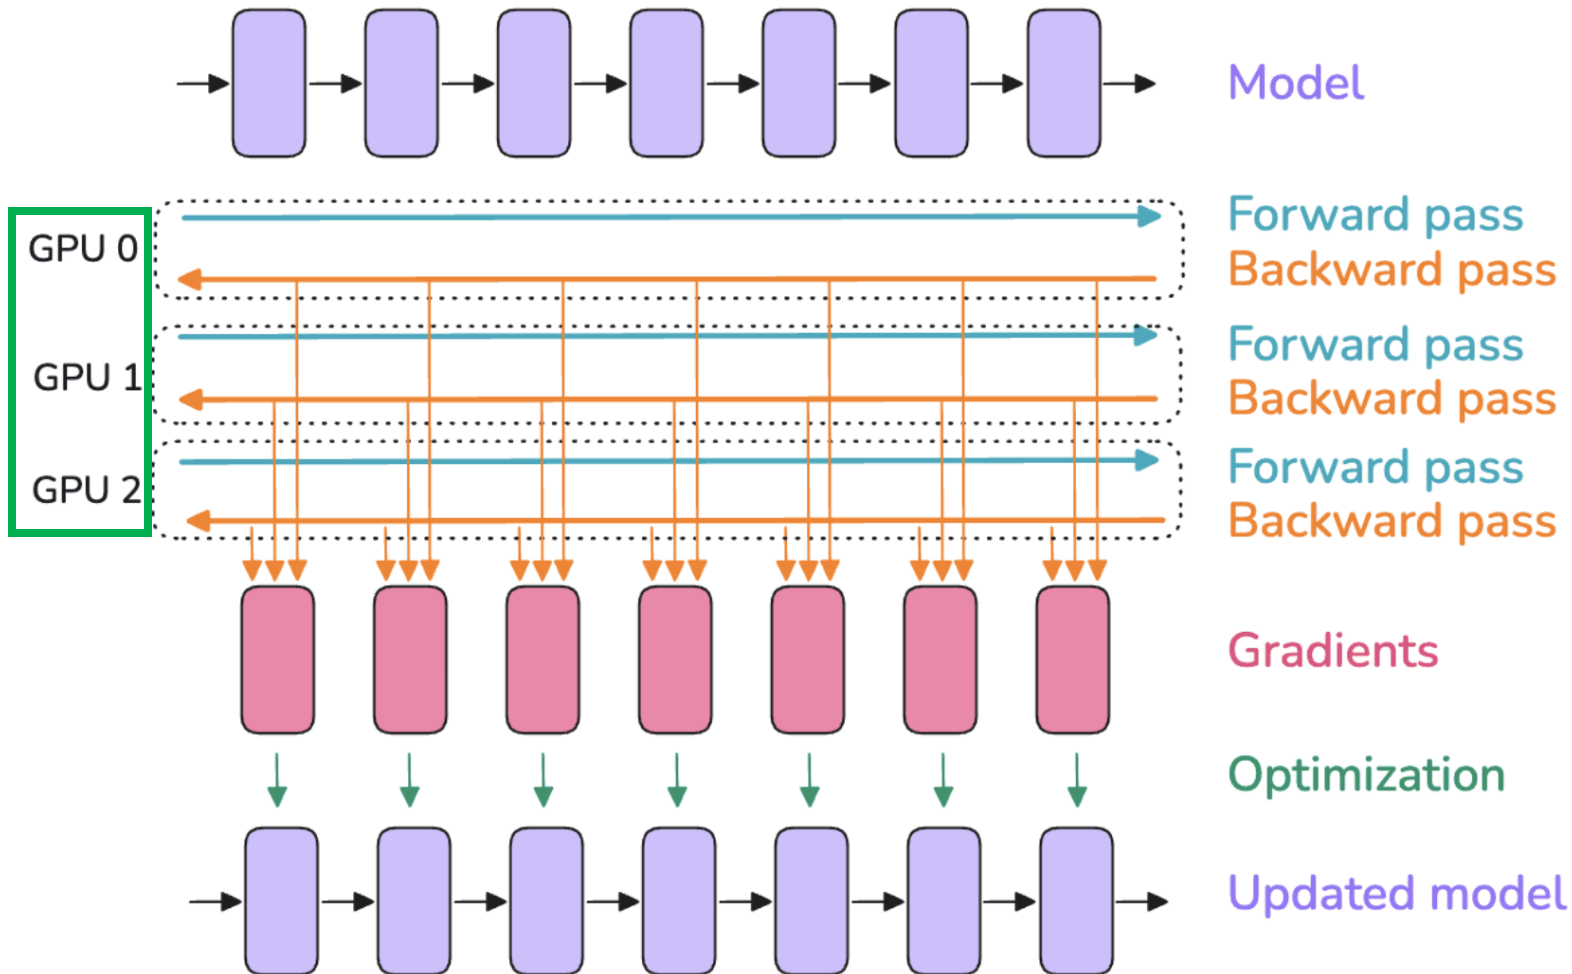 Model
GPU 0
Forward pass
Backward pass
GPU 1
Forward pass
Backward pass
GPU 2
Forward pass
Backward pass
Gradients
Optimization
Updated model